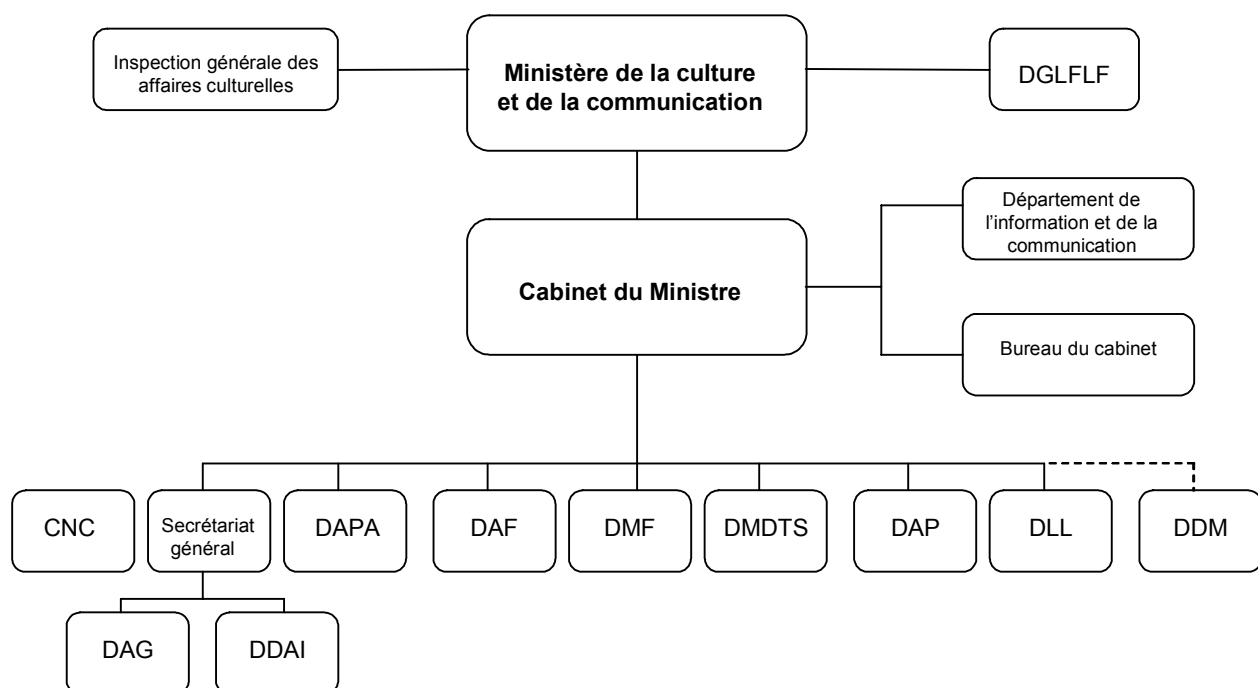 Inspection générale des
affaires culturelles
Ministère de la culture
et de la communication
DGLFLF
Département de
l’information et de la
communication
Cabinet du Ministre
Bureau du cabinet
CNC
Secrétariat
général
DAPA
DAF
DMF
DMDTS
DAP
DLL
DDM
DAG
DDAI